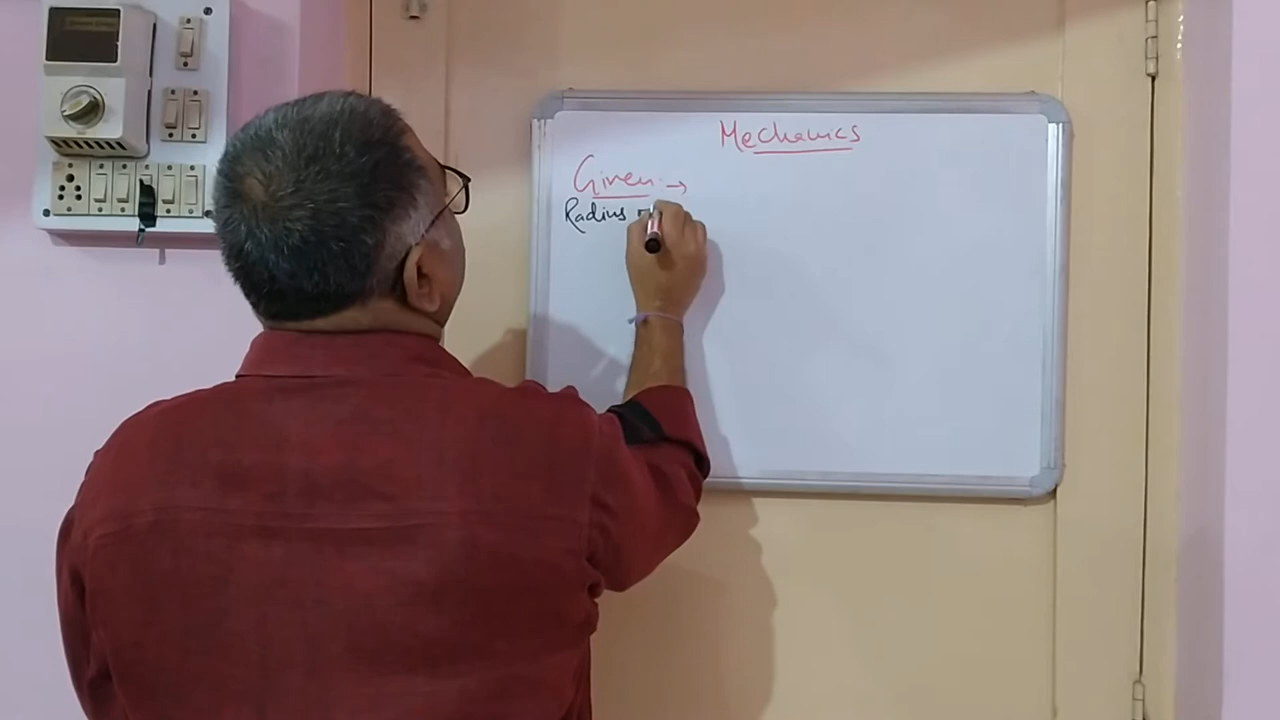 Mechanics
Given :→
Radius =